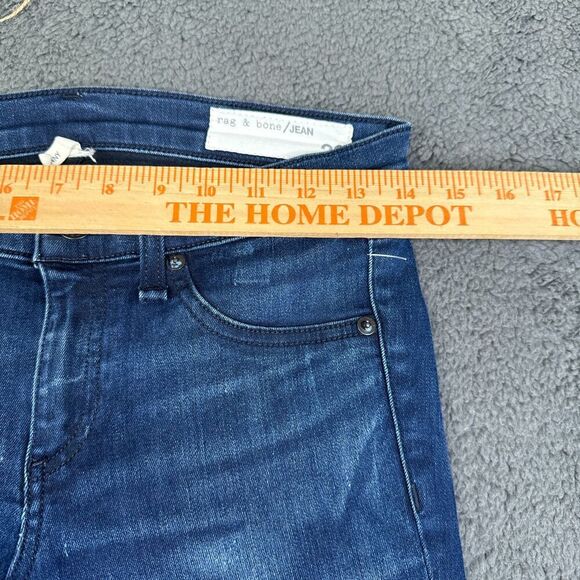 rag & bone/JEAN
6 7 8 9 10 11 12 13 14 15 16 17
THE HOME DEPOT